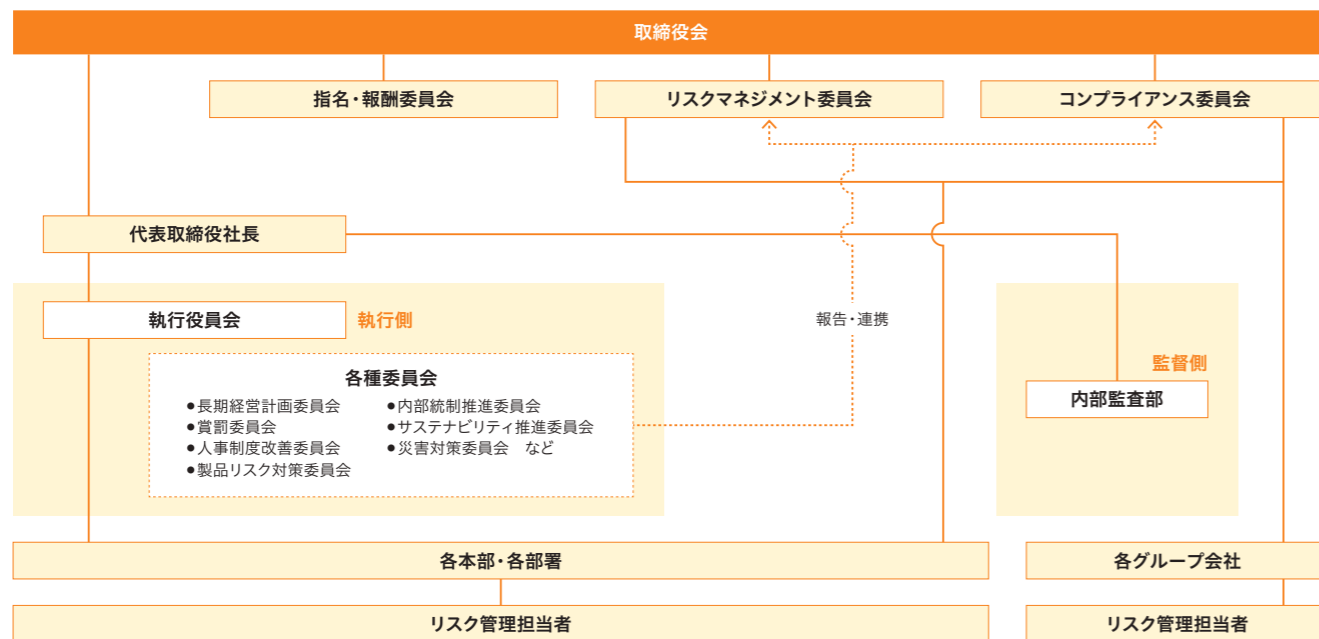 取締役会
指名・報酬委員会
リスクマネジメント委員会
コンプライアンス委員会
代表取締役社長
執行役員会
執行側
報告・連携
各種委員会
●長期経営計画委員会
●賞罰委員会
●人事制度改善委員会
●製品リスク対策委員会
●内部統制推進委員会
●サステナビリティ推進委員会
●災害対策委員会　など
監督側
内部監査部
各本部・各部署
各グループ会社
リスク管理担当者
リスク管理担当者